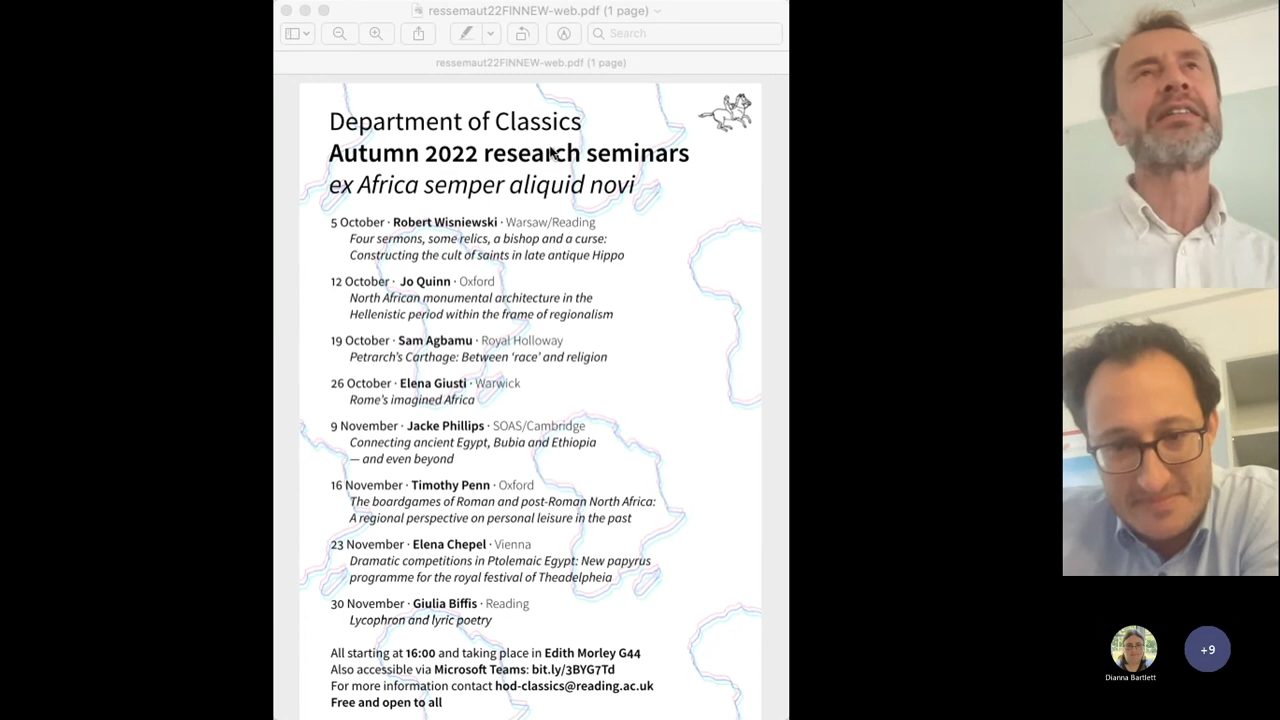 ressemaut22FINNEW-web.pdf (1 page)
Search
ressemaut22FINNEW-web.pdf (1 page)
Department of Classics
Autumn 2022 research seminars
ex Africa semper aliquid novi
5 October · Robert Wisniewski · Warsaw/Reading
Four sermons, some relics, a bishop and a curse:
Constructing the cult of saints in late antique Hippo
12 October · Jo Quinn · Oxford
North African monumental architecture in the
Hellenistic period within the frame of regionalism
19 October · Sam Agbamu · Royal Holloway
Petrarch's Carthage: Between 'race' and religion
26 October · Elena Giusti · Warwick
Rome's imagined Africa
9 November · Jacke Phillips · SOAS/Cambridge
Connecting ancient Egypt, Bubia and Ethiopia
— and even beyond
16 November · Timothy Penn · Oxford
The boardgames of Roman and post-Roman North Africa:
A regional perspective on personal leisure in the past
23 November · Elena Chepel · Vienna
Dramatic competitions in Ptolemaic Egypt: New papyrus
programme for the royal festival of Theadelpheia
30 November · Giulia Biffis · Reading
Lycophron and lyric poetry
All starting at 16:00 and taking place in Edith Morley G44
Also accessible via Microsoft Teams: bit.ly/3BYG7Td
For more information contact hod-classics@reading.ac.uk
Free and open to all
Dianna Bartlett
+9